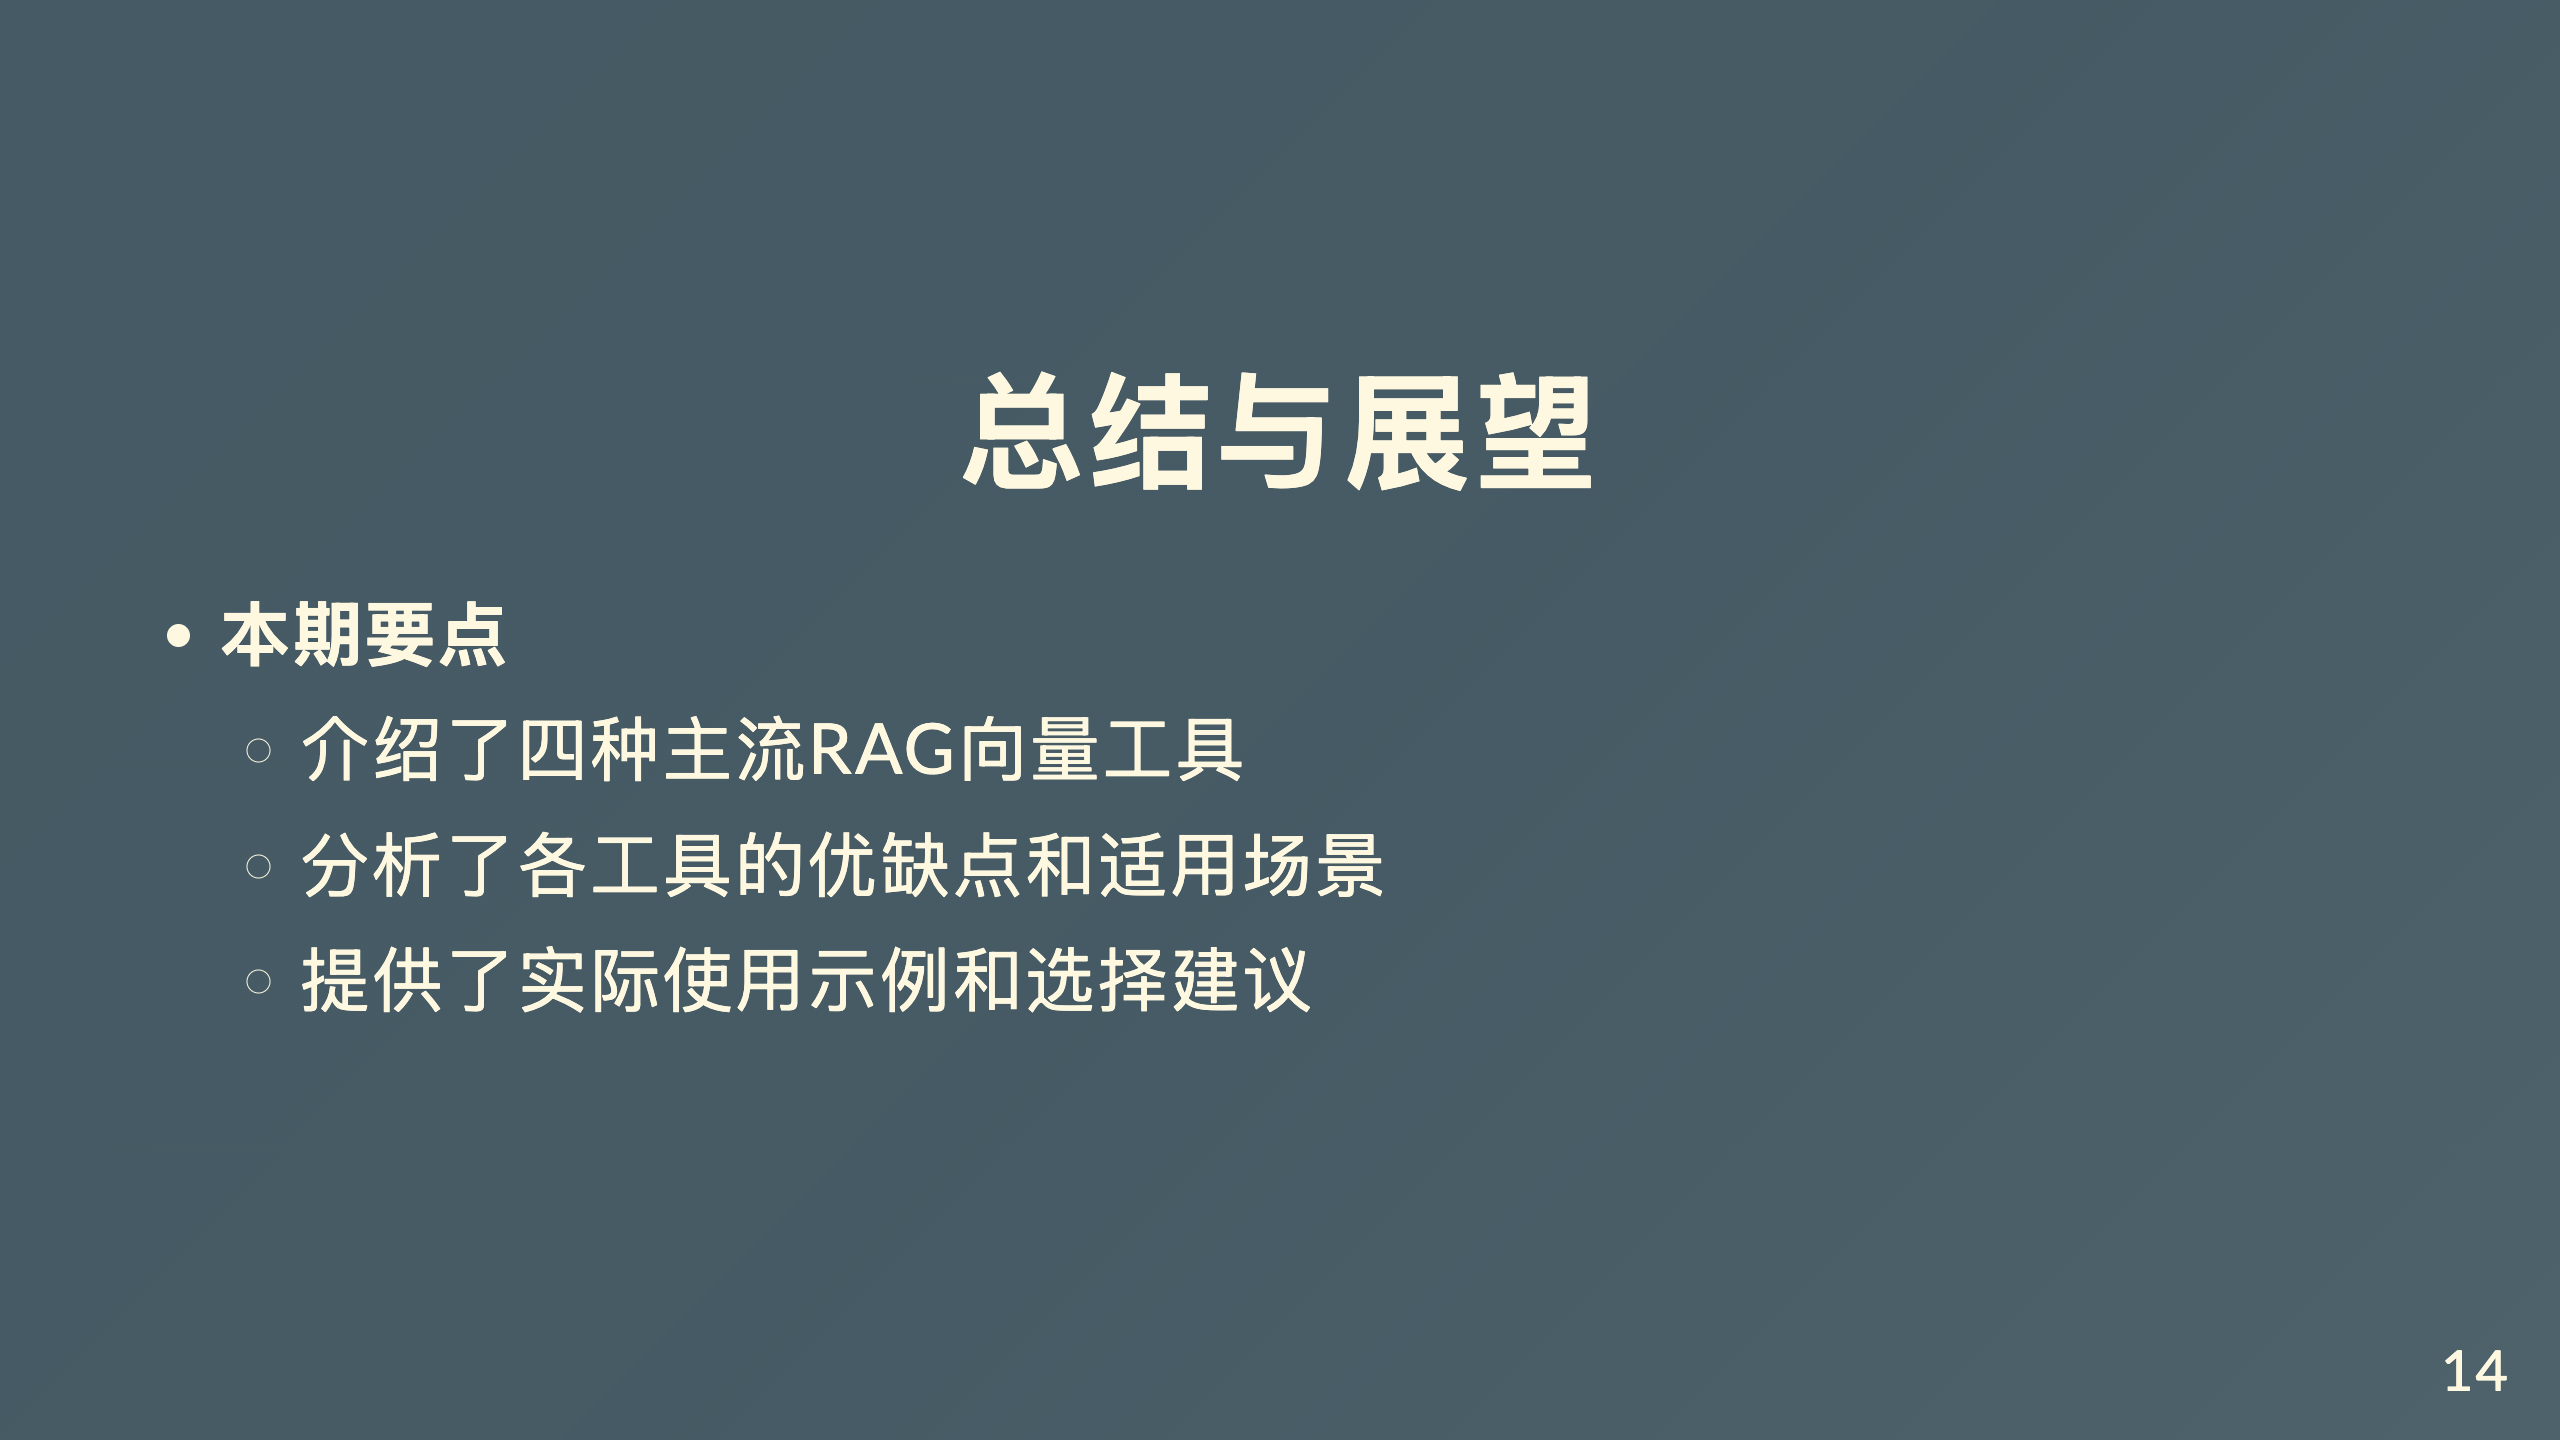 总结与展望
本期要点
介绍了四种主流RAG向量工具
分析了各工具的优缺点和适用场景
提供了实际使用示例和选择建议
14